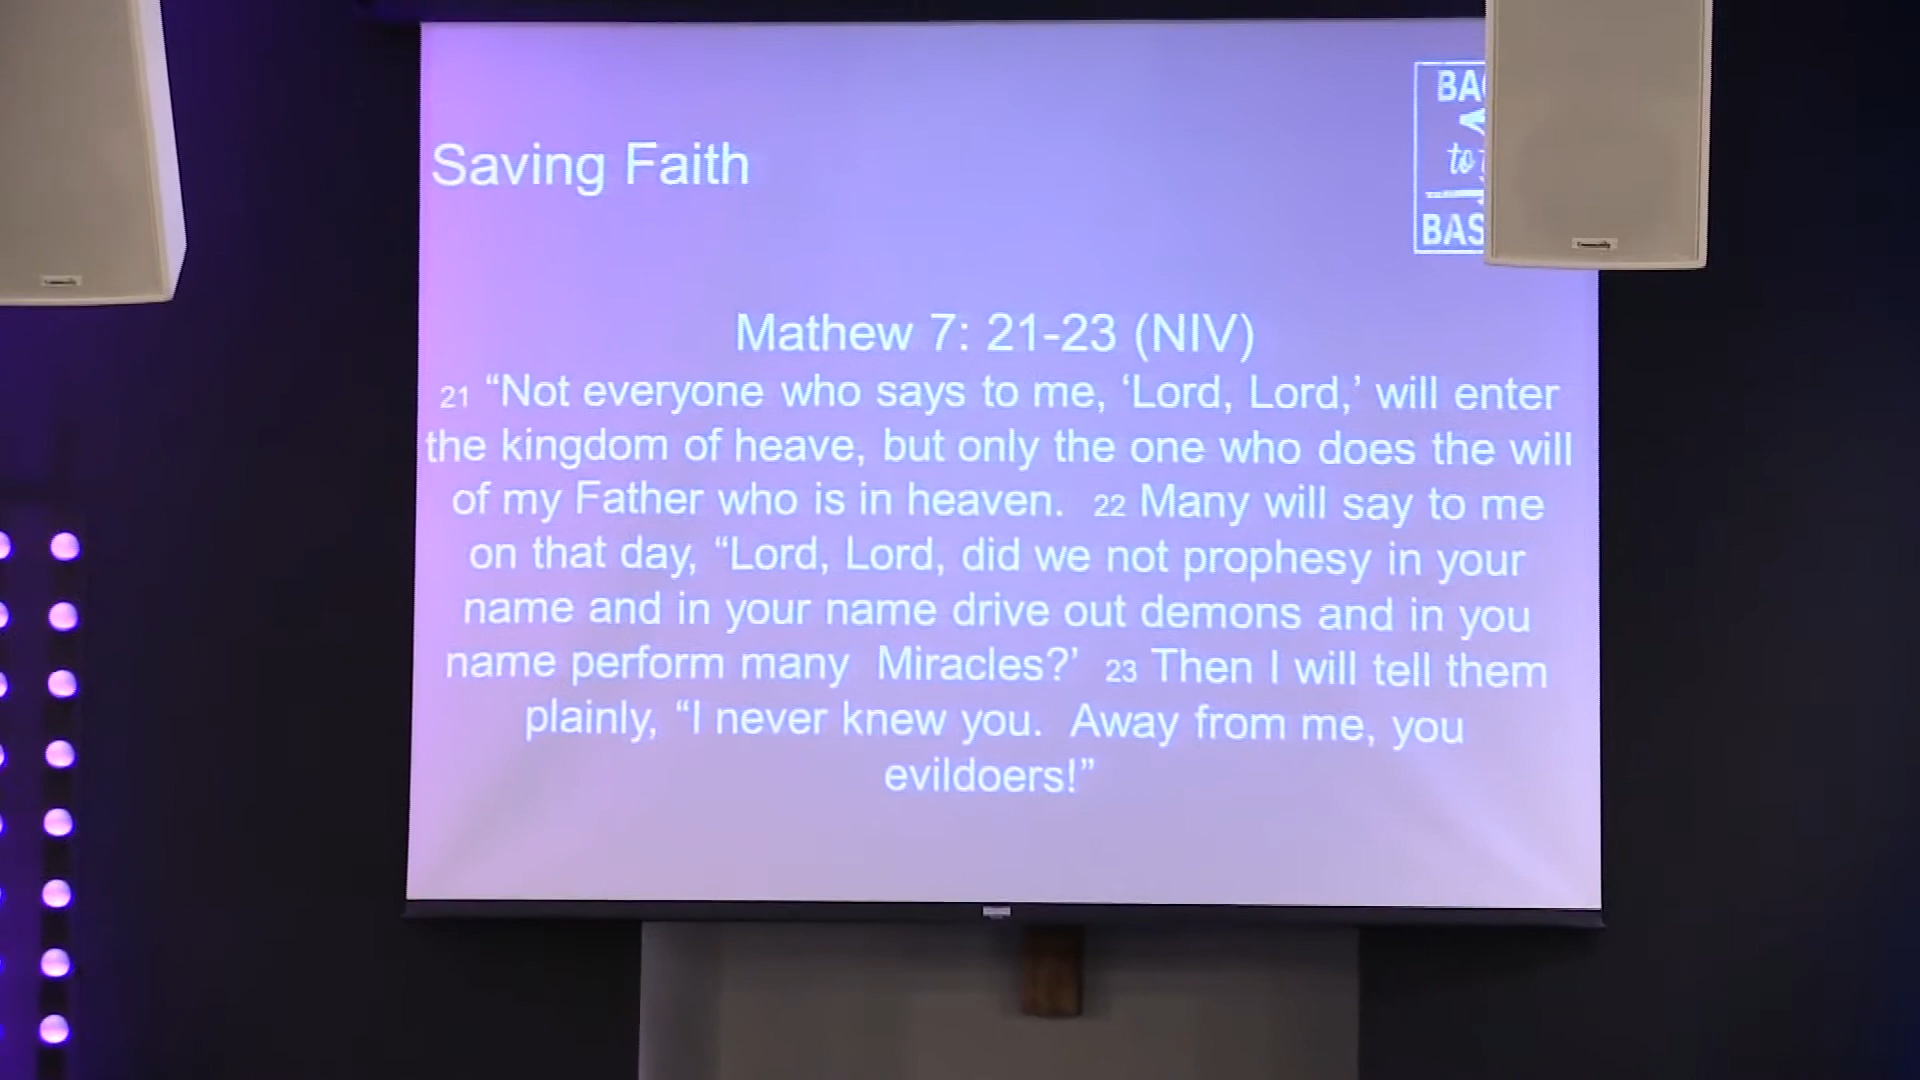 Saving Faith
to
Mathew 7: 21-23 (NIV)
21 “Not everyone who says to me, ‘Lord, Lord,’ will enter
the kingdom of heave, but only the one who does the will
of my Father who is in heaven. 22 Many will say to me
on that day, “Lord, Lord, did we not prophesy in your
name and in your name drive out demons and in you
name perform many Miracles?’ 23 Then I will tell them
plainly, “I never knew you. Away from me, you
evildoers!”